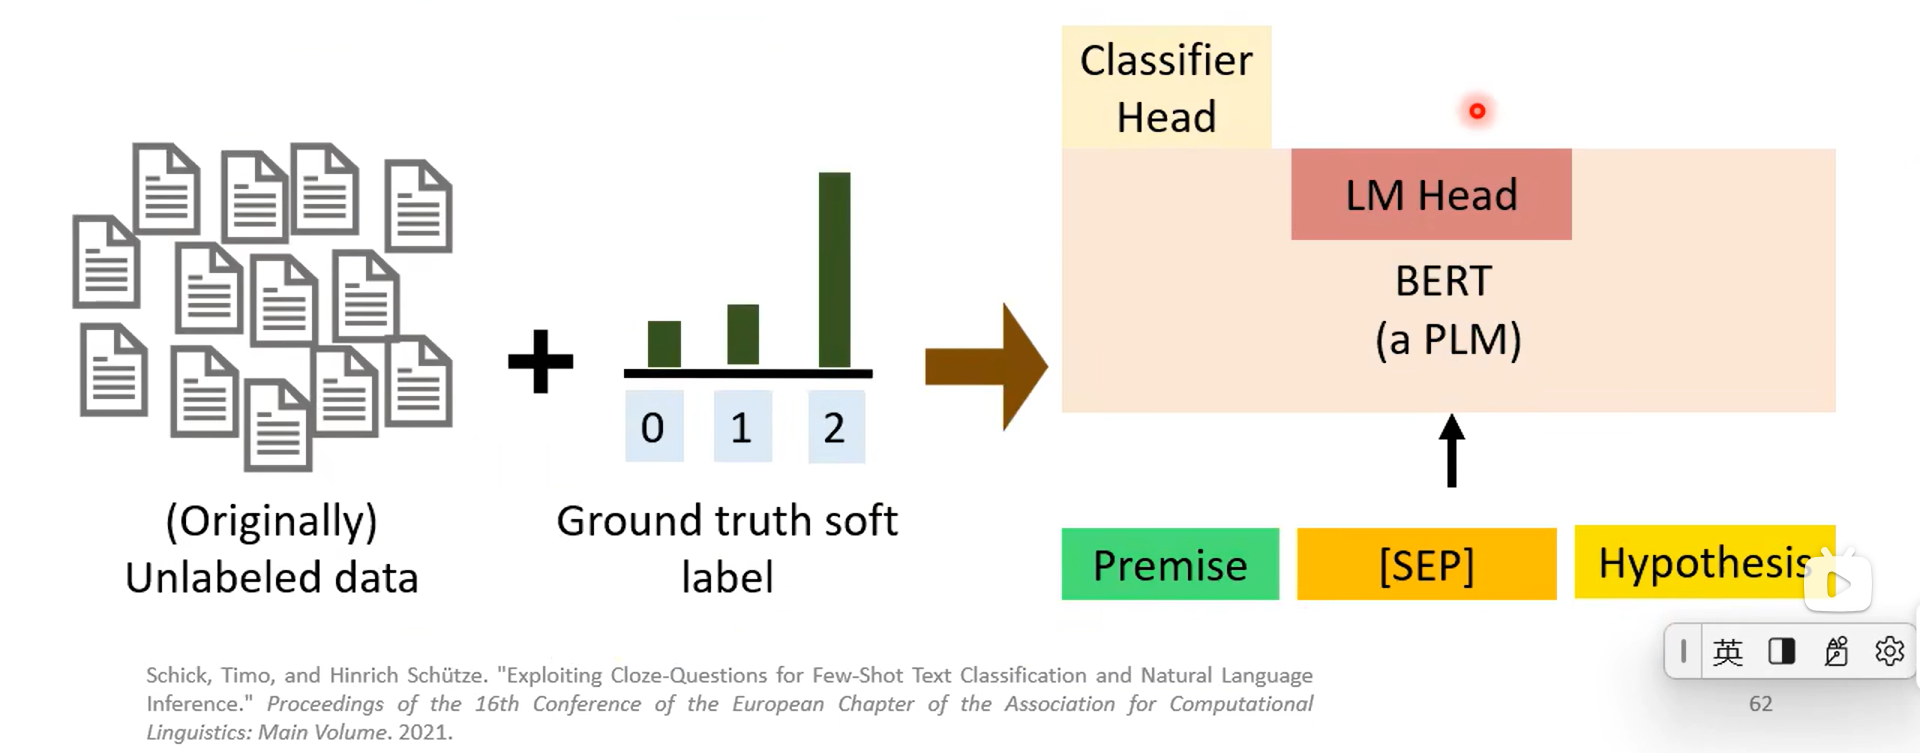 Classifier
Head
LM Head
BERT
(a PLM)
0 1 2
(Originally)
Unlabeled data
Ground truth soft
label
Premise
[SEP]
Hypothesis
英
Schick, Timo, and Hinrich Schütze. "Exploiting Cloze-Questions for Few-Shot Text Classification and Natural Language
Inference." Proceedings of the 16th Conference of the European Chapter of the Association for Computational
Linguistics: Main Volume. 2021.
62